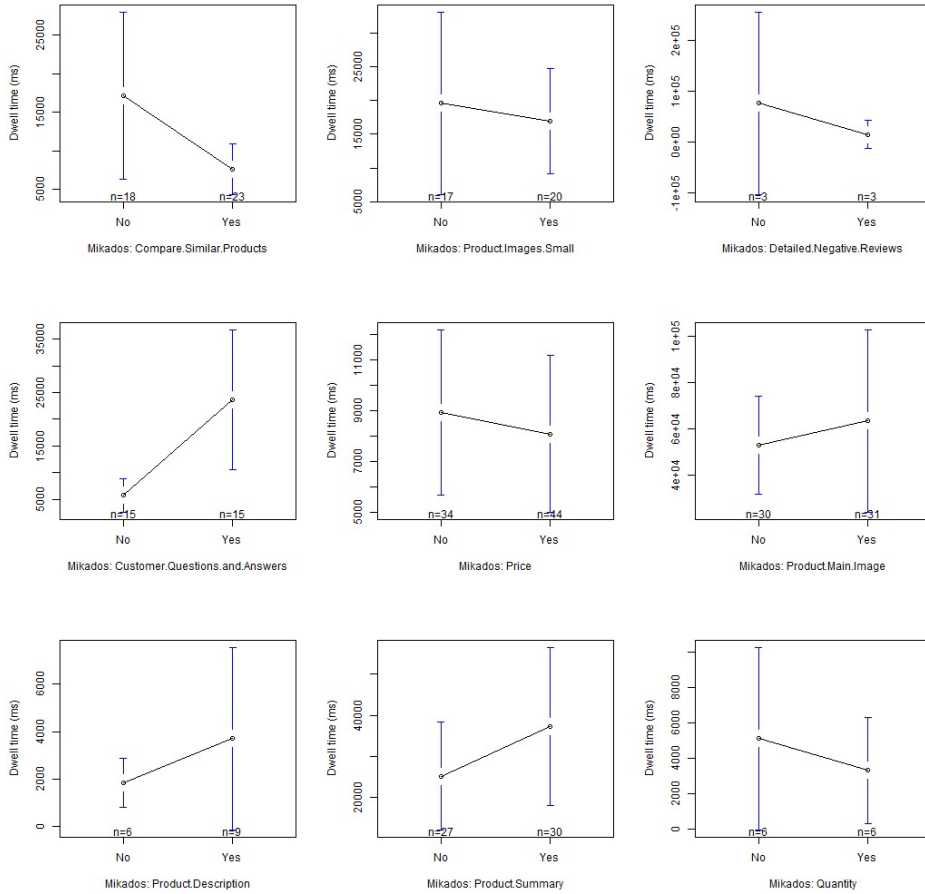 Dwell time (ms)
25000
15000
5000
n=18
n=23
No
Yes
Mikados: Compare.Similar.Products
Dwell time (ms)
25000
15000
5000
n=17
n=20
No
Yes
Mikados: Product.Images.Small
Dwell time (ms)
2e+05
1e+05
0e+00
-1e+05
n=3
n=3
No
Yes
Mikados: Detailed.Negative.Reviews
Dwell time (ms)
35000
25000
15000
5000
n=15
n=15
No
Yes
Mikados: Customer.Questions.and.Answers
Dwell time (ms)
11000
9000
7000
5000
n=34
n=44
No
Yes
Mikados: Price
Dwell time (ms)
1e+05
8e+04
6e+04
4e+04
n=30
n=31
No
Yes
Mikados: Product.Main.Image
Dwell time (ms)
6000
4000
2000
0
n=6
n=9
No
Yes
Mikados: Product.Description
Dwell time (ms)
40000
20000
n=27
n=30
No
Yes
Mikados: Product.Summary
Dwell time (ms)
8000
6000
4000
2000
0
n=6
n=6
No
Yes
Mikados: Quantity